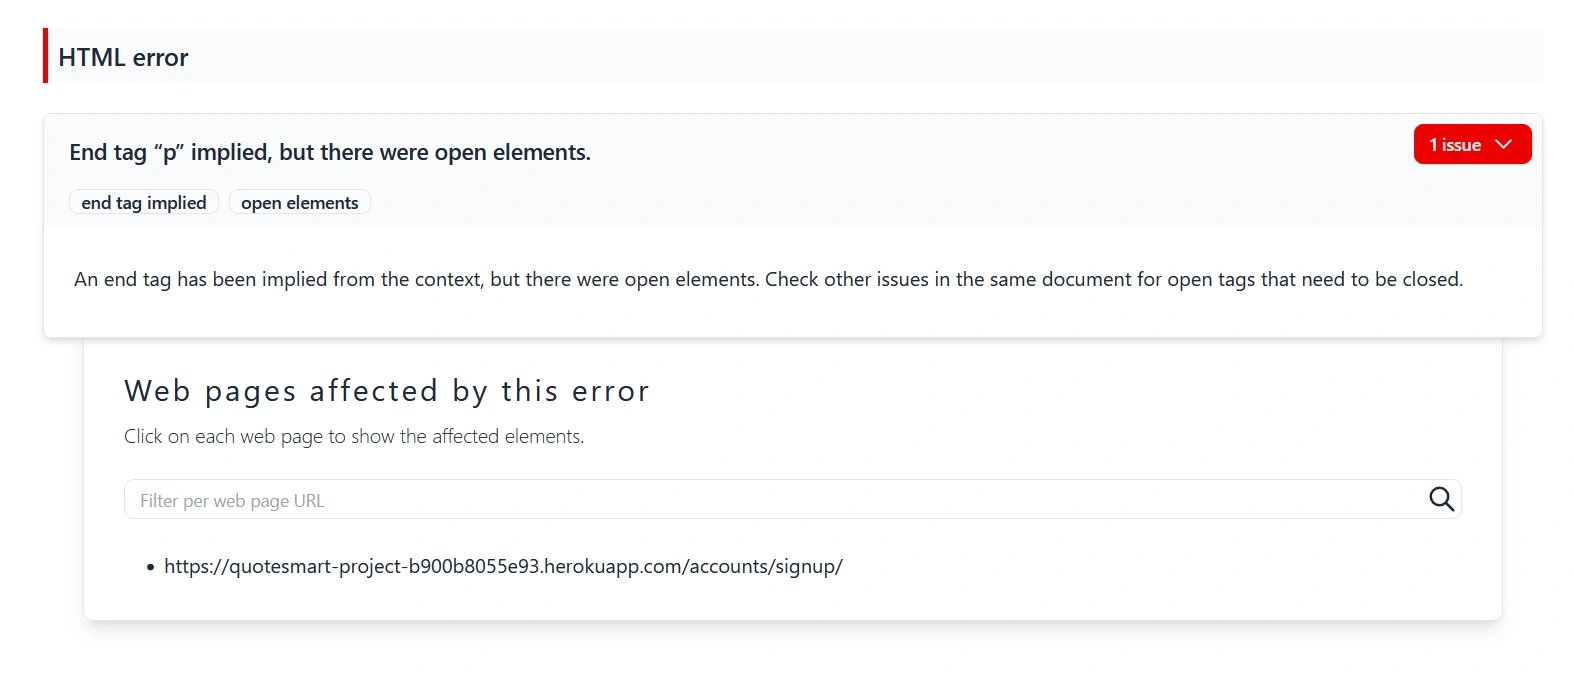 HTML error
End tag “p” implied, but there were open elements.
1 issue
end tag implied open elements
An end tag has been implied from the context, but there were open elements. Check other issues in the same document for open tags that need to be closed.
Web pages affected by this error
Click on each web page to show the affected elements.
Filter per web page URL
• https://quotesmart-project-b900b8055e93.herokuapp.com/accounts/signup/